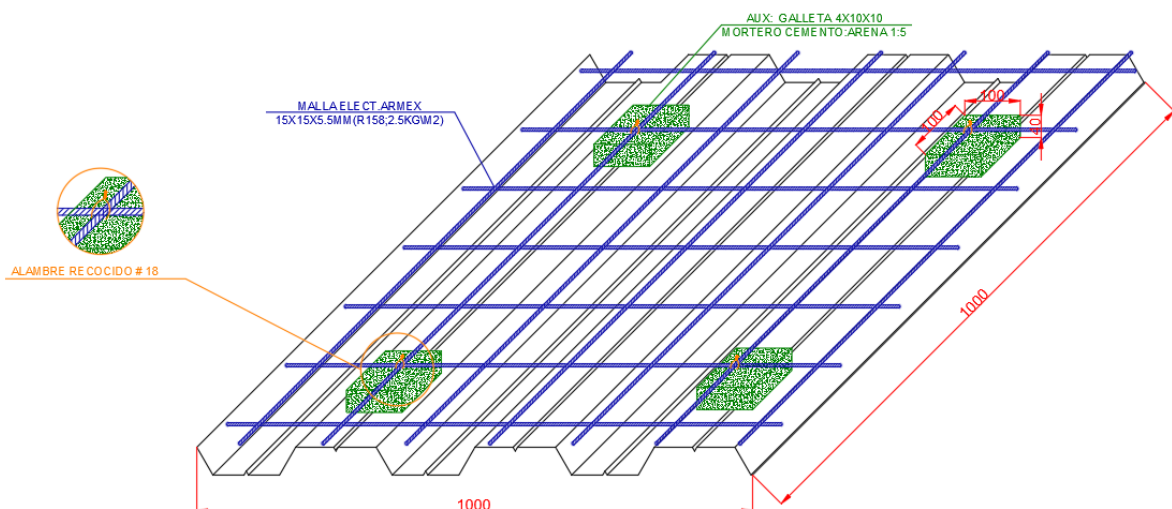 AUX: GALLETA 4X10X10
MORTERO CEMENTO:ARENA 1:5
MALLA ELECT.ARMEX
15X15X5.5MM(R158;2.5KG\M2)
100
100
40
ALAMBRE RECOCIDO # 18
1000
1000